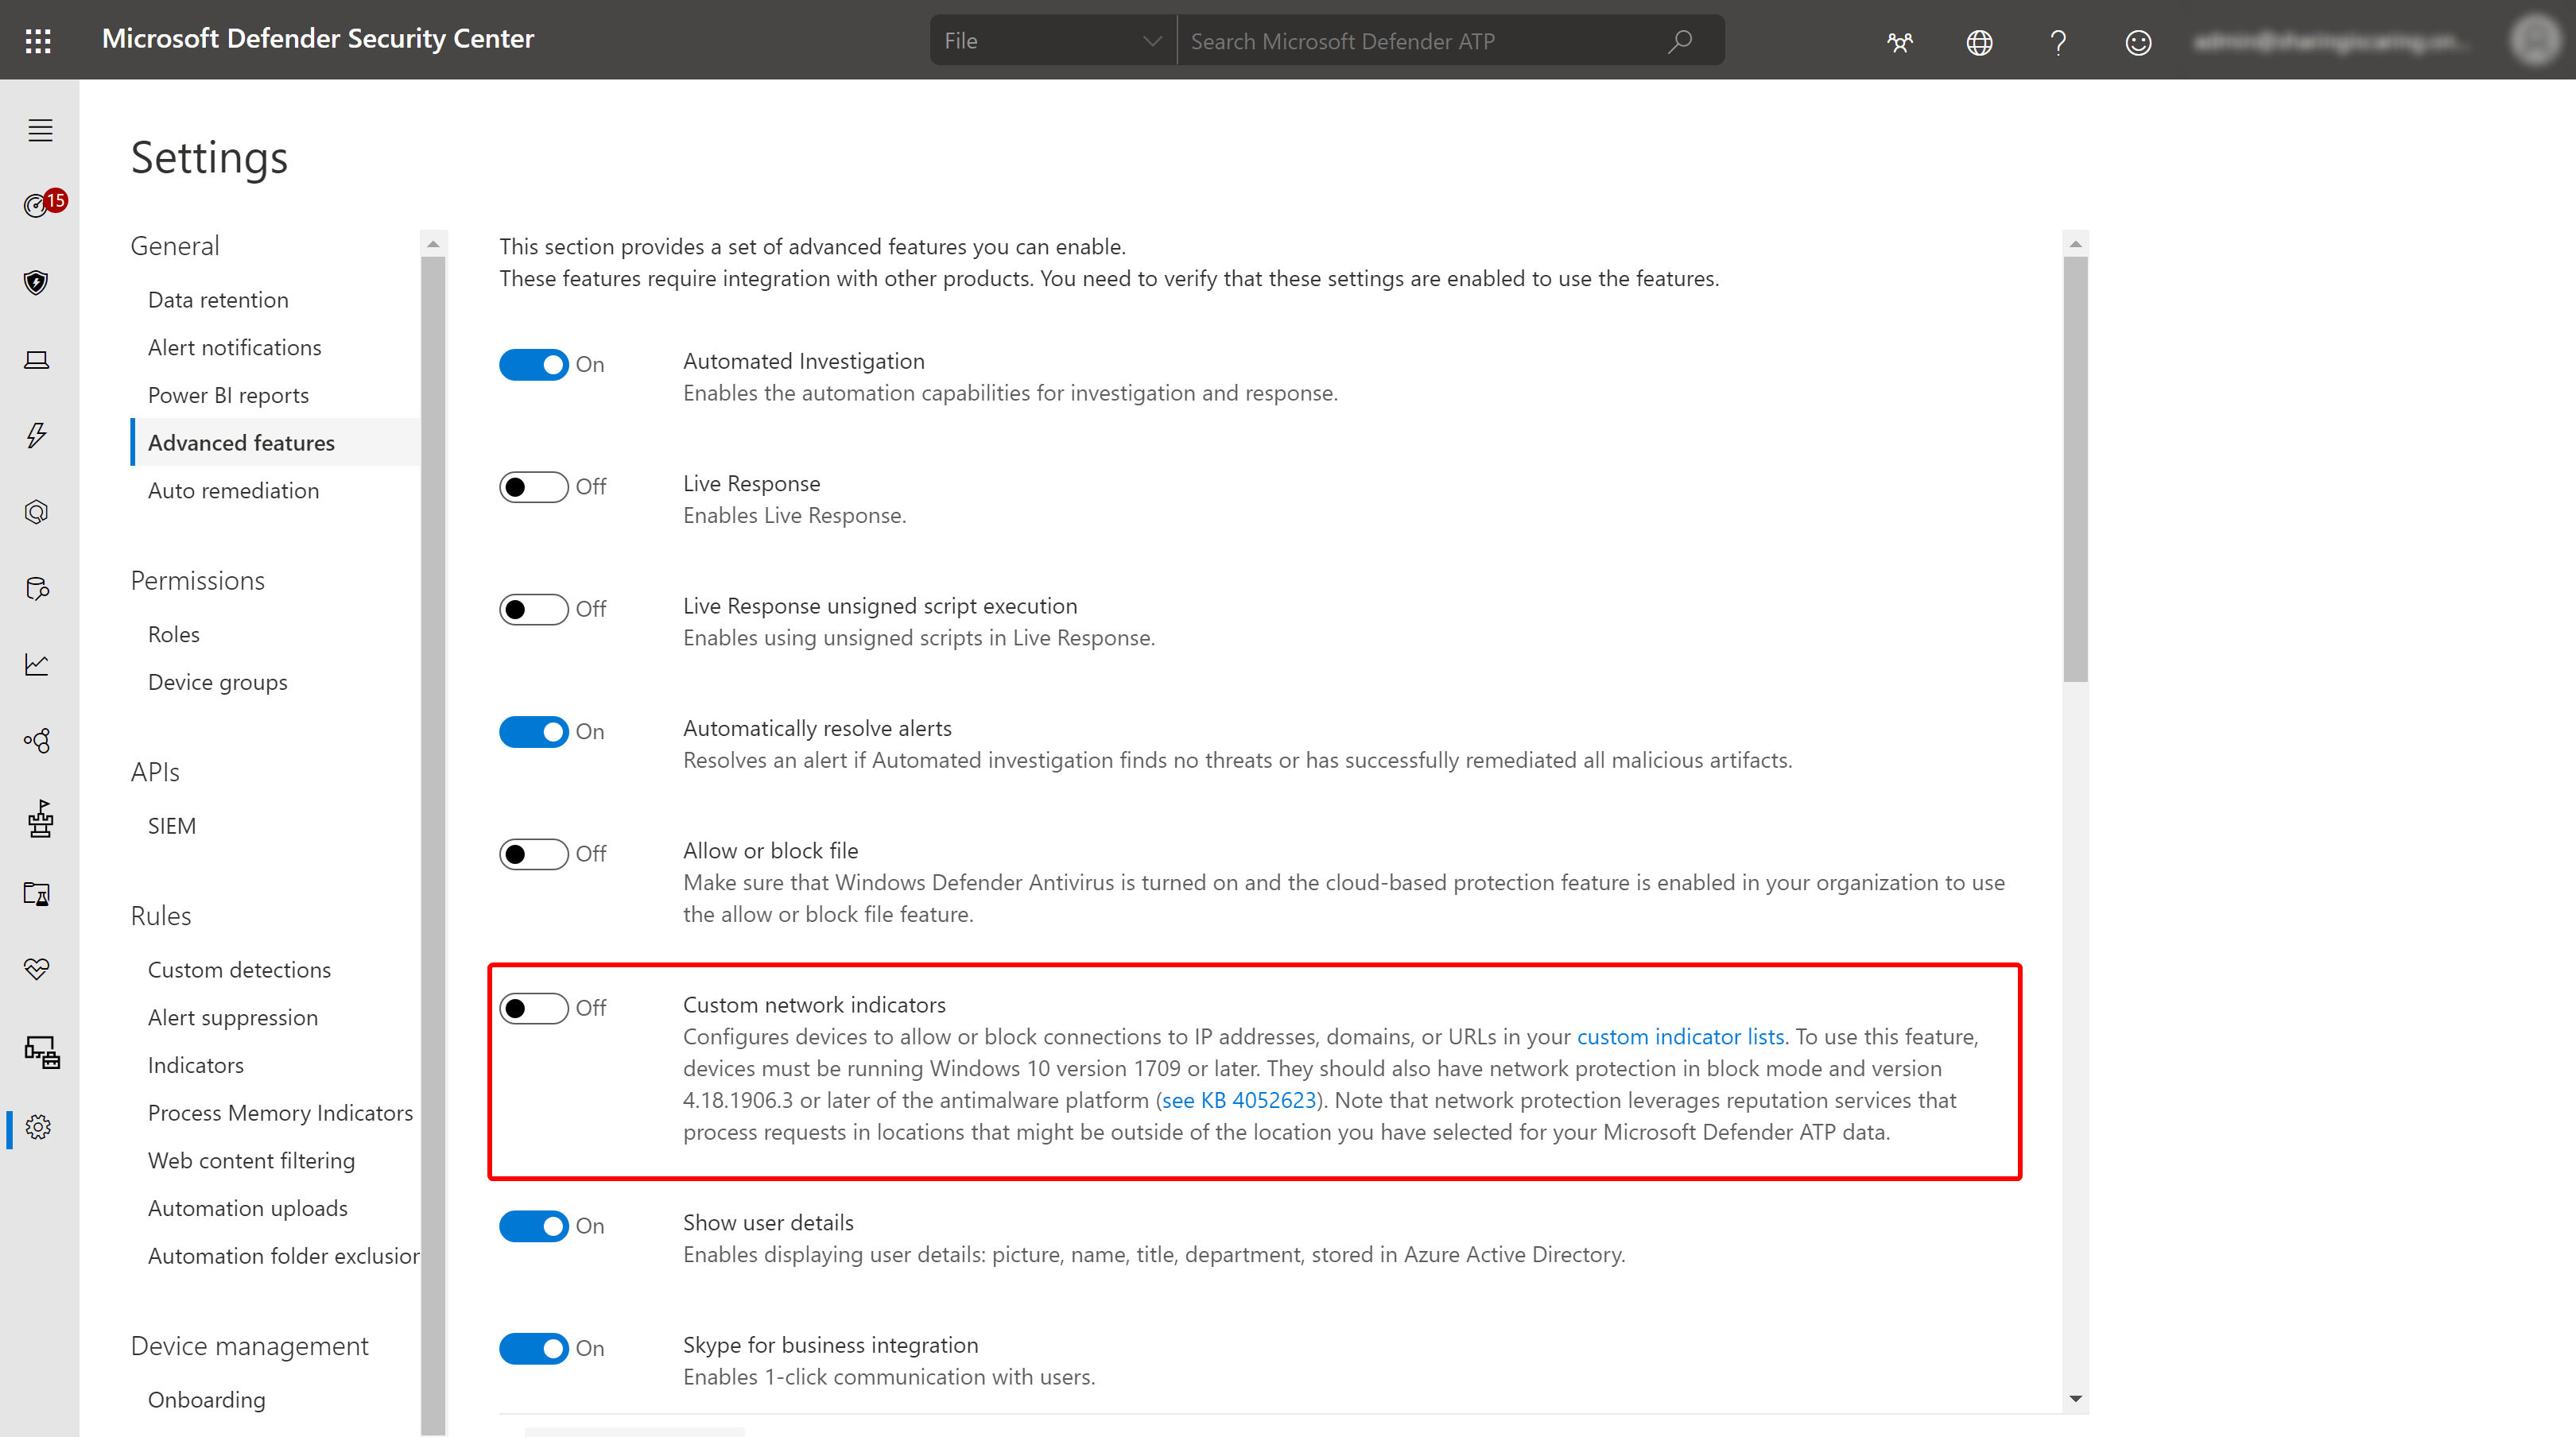 Microsoft Defender Security Center
File
Search Microsoft Defender ATP
15
Settings
General
Data retention
Alert notifications
Power BI reports
Advanced features
Auto remediation
Permissions
Roles
Device groups
APIs
SIEM
Rules
Custom detections
Alert suppression
Indicators
Process Memory Indicators
Web content filtering
Automation uploads
Automation folder exclusion
Device management
Onboarding
This section provides a set of advanced features you can enable.
These features require integration with other products. You need to verify that these settings are enabled to use the features.
On
Automated Investigation
Enables the automation capabilities for investigation and response.
Off
Live Response
Enables Live Response.
Off
Live Response unsigned script execution
Enables using unsigned scripts in Live Response.
On
Automatically resolve alerts
Resolves an alert if Automated investigation finds no threats or has successfully remediated all malicious artifacts.
Off
Allow or block file
Make sure that Windows Defender Antivirus is turned on and the cloud-based protection feature is enabled in your organization to use
the allow or block file feature.
Off
Custom network indicators
Configures devices to allow or block connections to IP addresses, domains, or URLs in your custom indicator lists. To use this feature,
devices must be running Windows 10 version 1709 or later. They should also have network protection in block mode and version
4.18.1906.3 or later of the antimalware platform (see KB 4052623). Note that network protection leverages reputation services that
process requests in locations that might be outside of the location you have selected for your Microsoft Defender ATP data.
On
Show user details
Enables displaying user details: picture, name, title, department, stored in Azure Active Directory.
On
Skype for business integration
Enables 1-click communication with users.